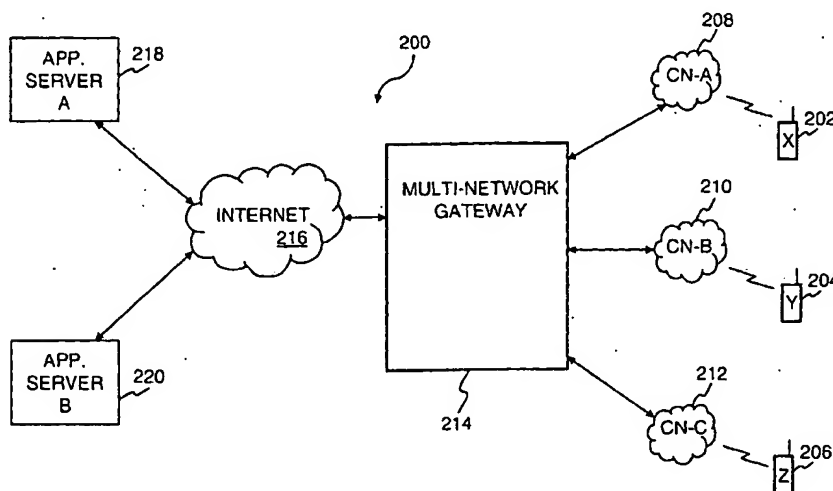 APP.
SERVER
A
218
200
208
CN-A
X
202
INTERNET
216
MULTI-NETWORK
GATEWAY
210
CN-B
Y
204
APP.
SERVER
B
220
214
212
CN-C
Z
206